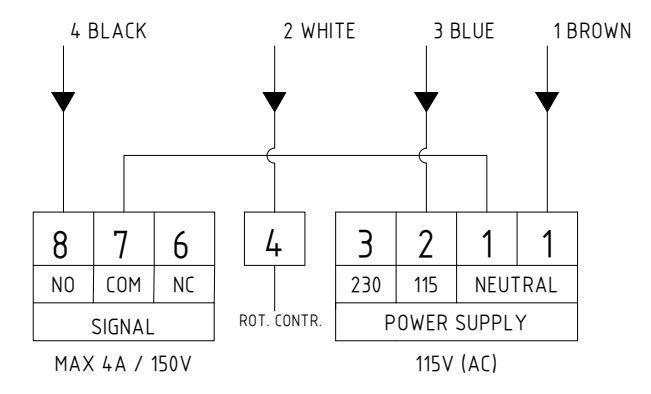 4 BLACK 2 WHITE 3 BLUE 1 BROWN
8 7 6 4 3 2 1 1
NO COM NC 230 115 NEUTRAL
SIGNAL ROT. CONTR. POWER SUPPLY
MAX 4A / 150V 115V (AC)